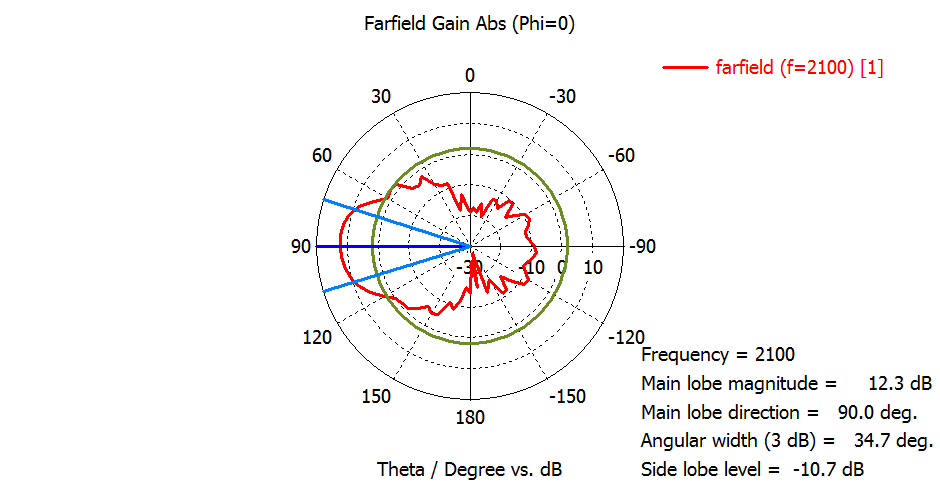 Farfield Gain Abs (Phi=0)
farfield (f=2100) [1]
0
30
-30
60
-60
90
-30
-10
0
10
-90
120
-120
150
-150
180
Frequency = 2100
Main lobe magnitude = 12.3 dB
Main lobe direction = 90.0 deg.
Angular width (3 dB) = 34.7 deg.
Side lobe level = -10.7 dB
Theta / Degree vs. dB